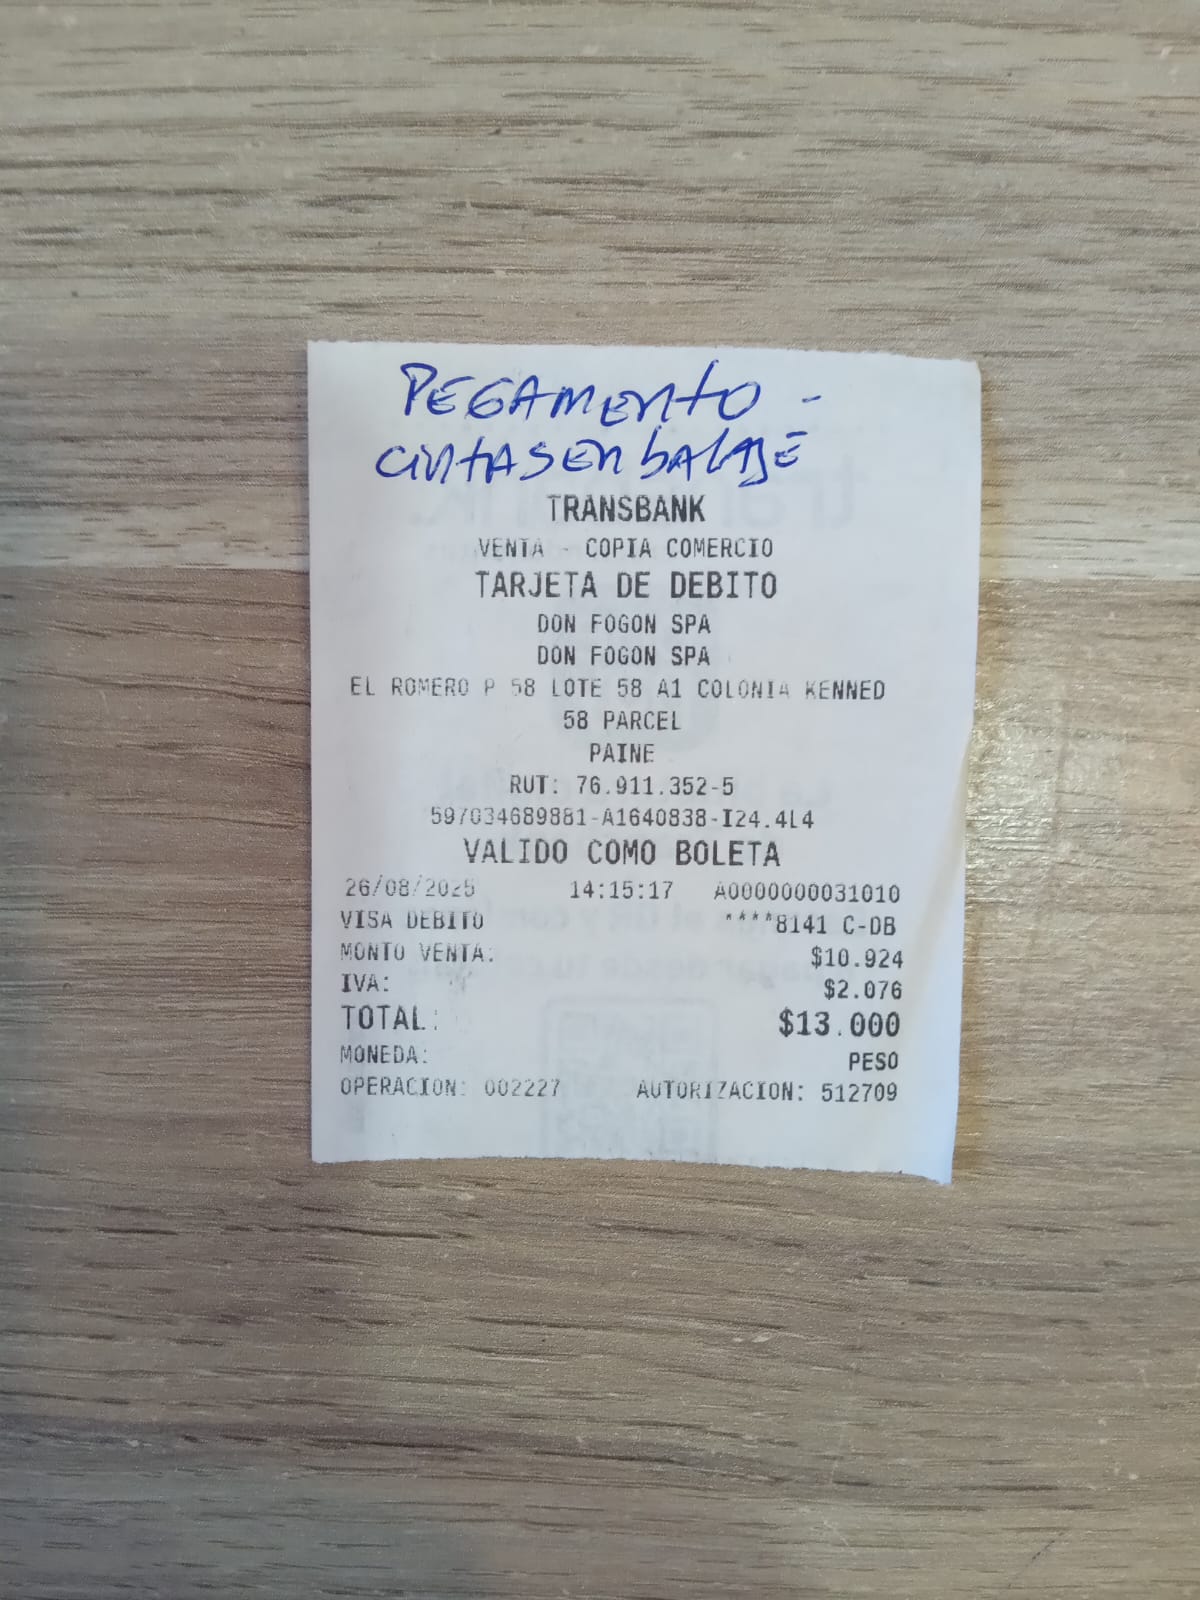 PEGAMENTO -
CINTAS EN BALAJE
TRANSBANK
VENTA - COPIA COMERCIO
TARJETA DE DEBITO
DON FOGON SPA
DON FOGON SPA
EL ROMERO P 58 LOTE 58 A1 COLONIA KENNED
58 PARCEL
PAINE
RUT: 76.911.352-5
597034689881-A1640838-I24.4L4
VALIDO COMO BOLETA
26/08/2025 14:15:17 A0000000031010
VISA DEBITO ****8141 C-DB
MONTO VENTA: $10.924
IVA: $2.076
TOTAL: $13.000
MONEDA: PESO
OPERACION: 002227 AUTORIZACION: 512709